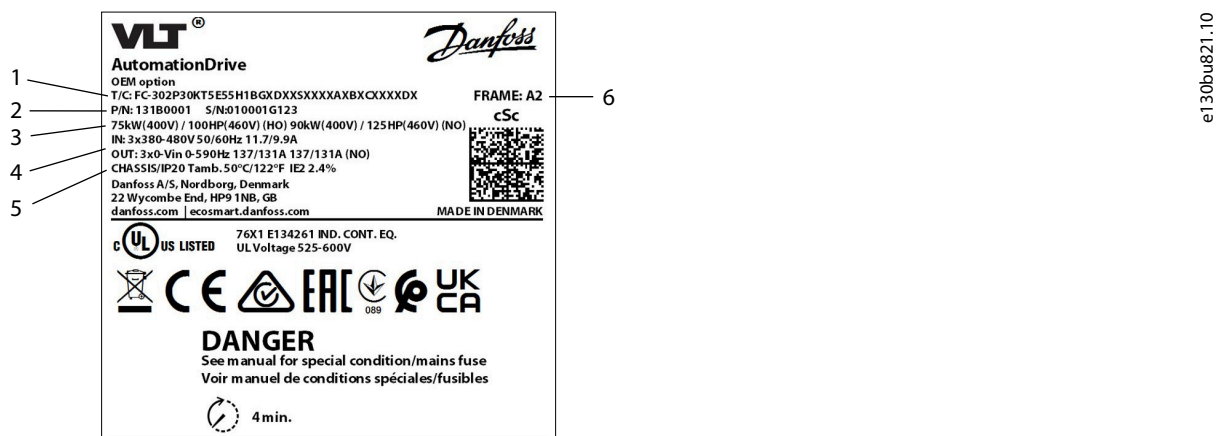 VLT®
Danfoss
AutomationDrive
OEM option
1
T/C: FC-302P30KT5E55H1BGXDXXSXXXXAXBXCXXXXDX
FRAME: A2
6
2
P/N: 131B0001 S/N:010001G123
cSc
3
75kW(400V) / 100HP(460V) (HO) 90kW(400V) / 125HP(460V) (NO)
IN: 3x380-480V 50/60Hz 11.7/9.9A
4
OUT: 3x0-Vin 0-590Hz 137/131A 137/131A (NO)
5
CHASSIS/IP20 Tamb. 50°C/122°F IE2 2.4%
Danfoss A/S, Nordborg, Denmark
22 Wycombe End, HP9 1NB, GB
danfoss.com | ecosmart.danfoss.com
MADE IN DENMARK
C UL US LISTED
76X1 E134261 IND. CONT. EQ.
UL Voltage 525-600V
CE
EAC
089
UK
CA
DANGER
See manual for special condition/mains fuse
Voir manuel de conditions spéciales/fusibles
4 min.
e130bu821.10